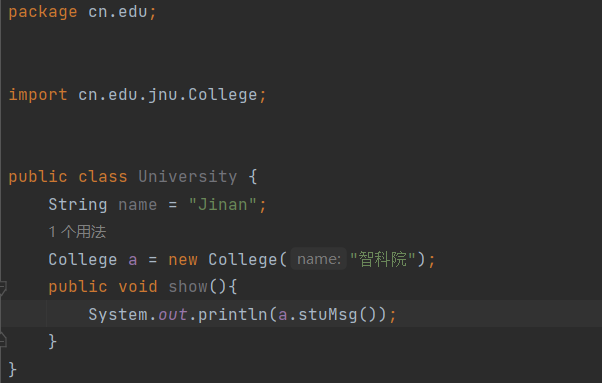 package cn.edu;
import cn.edu.jnu.College;
public class University {
String name = "Jinan";
1 个用法
College a = new College( name: "智科院");
public void show(){
System.out.println(a.stuMsg());
}
}